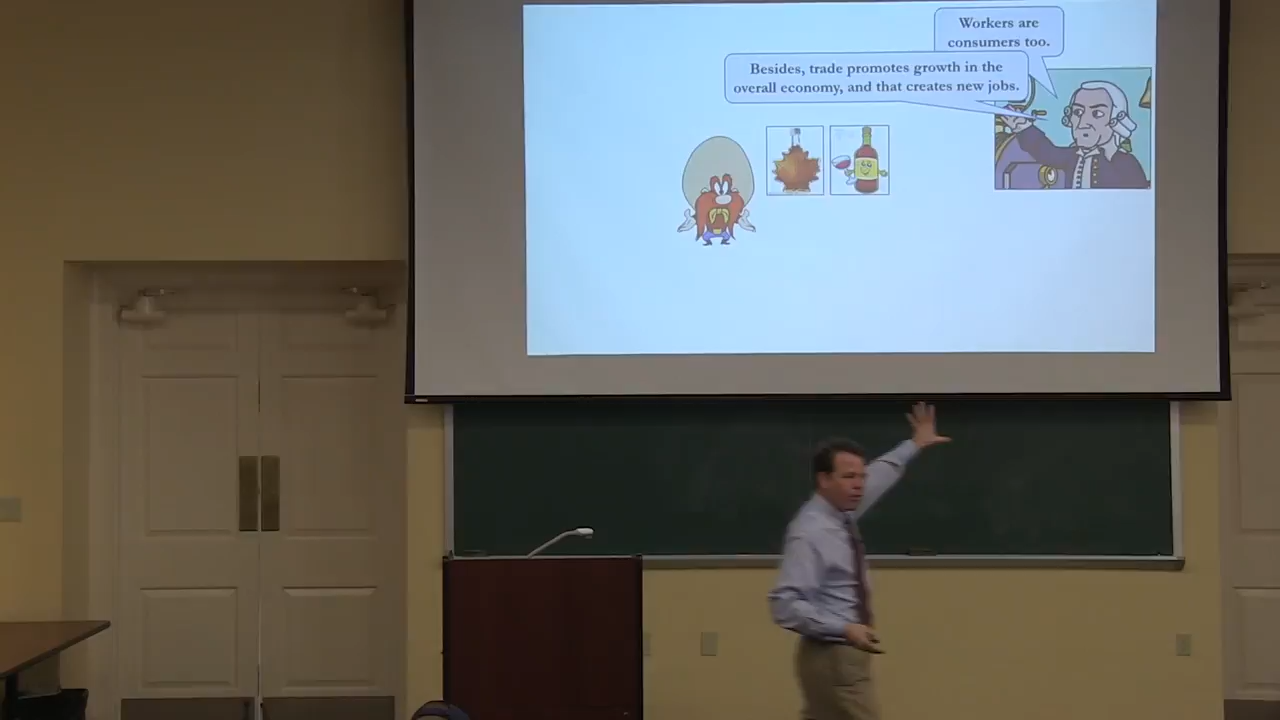 Workers are
consumers too.
Besides, trade promotes growth in the
overall economy, and that creates new jobs.